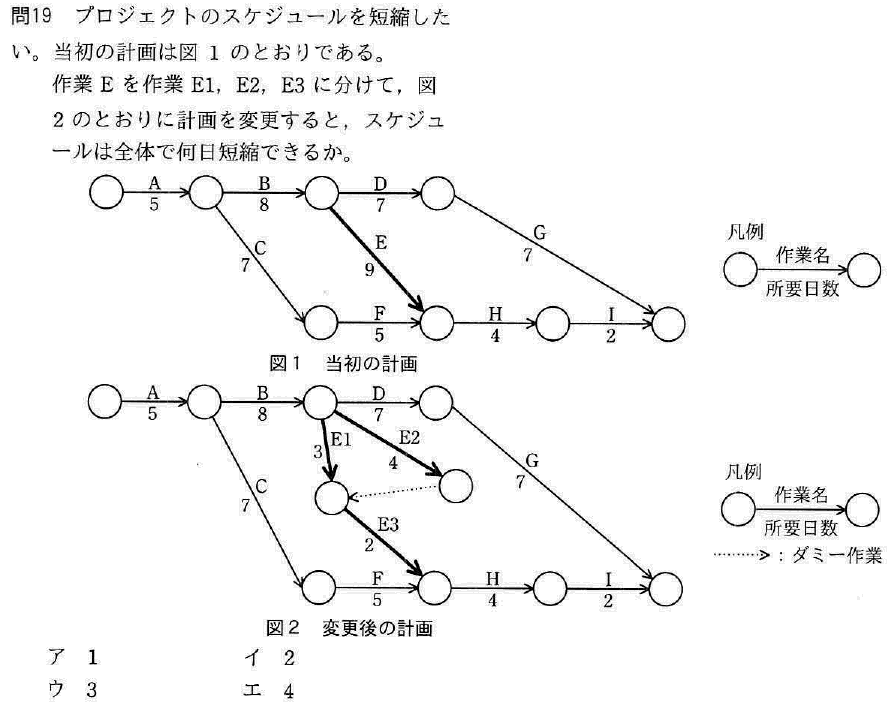 問19　プロジェクトのスケジュールを短縮した
い。当初の計画は図 1 のとおりである。
作業 E を作業 E1，E2，E3 に分けて，図
2 のとおりに計画を変更すると，スケジュ
ールは全体で何日短縮できるか。
A
5
B
8
D
7
C
7
E
9
G
7
F
5
H
4
I
2
凡例
作業名
所要日数
図1　当初の計画
A
5
B
8
D
7
E1
3
E2
4
C
7
G
7
E3
2
F
5
H
4
I
2
凡例
作業名
所要日数
：ダミー作業
図2　変更後の計画
ア　1　イ　2
ウ　3　エ　4